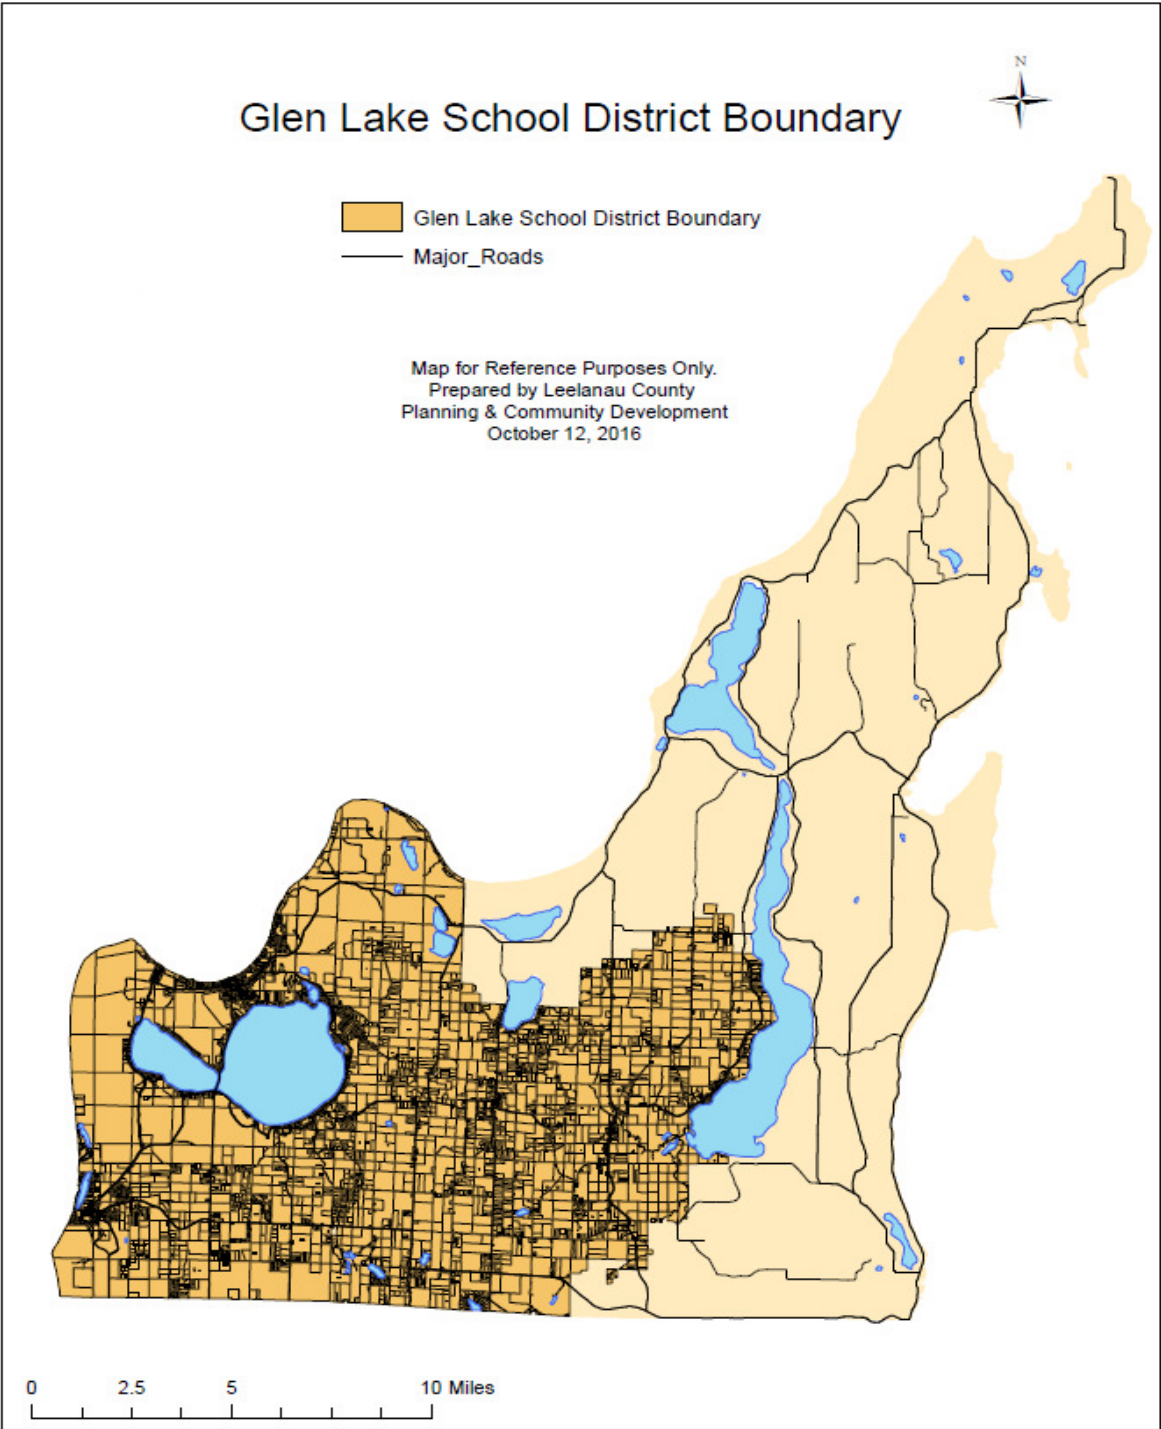 N
Glen Lake School District Boundary
Glen Lake School District Boundary
Major_Roads
Map for Reference Purposes Only.
Prepared by Leelanau County
Planning & Community Development
October 12, 2016
0 2.5 5 10 Miles